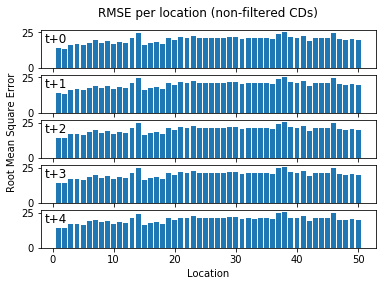 RMSE per location (non-filtered CDs)
Root Mean Square Error
25
t+0
0
25
t+1
0
25
t+2
0
25
t+3
0
25
t+4
0
0 10 20 30 40 50
Location